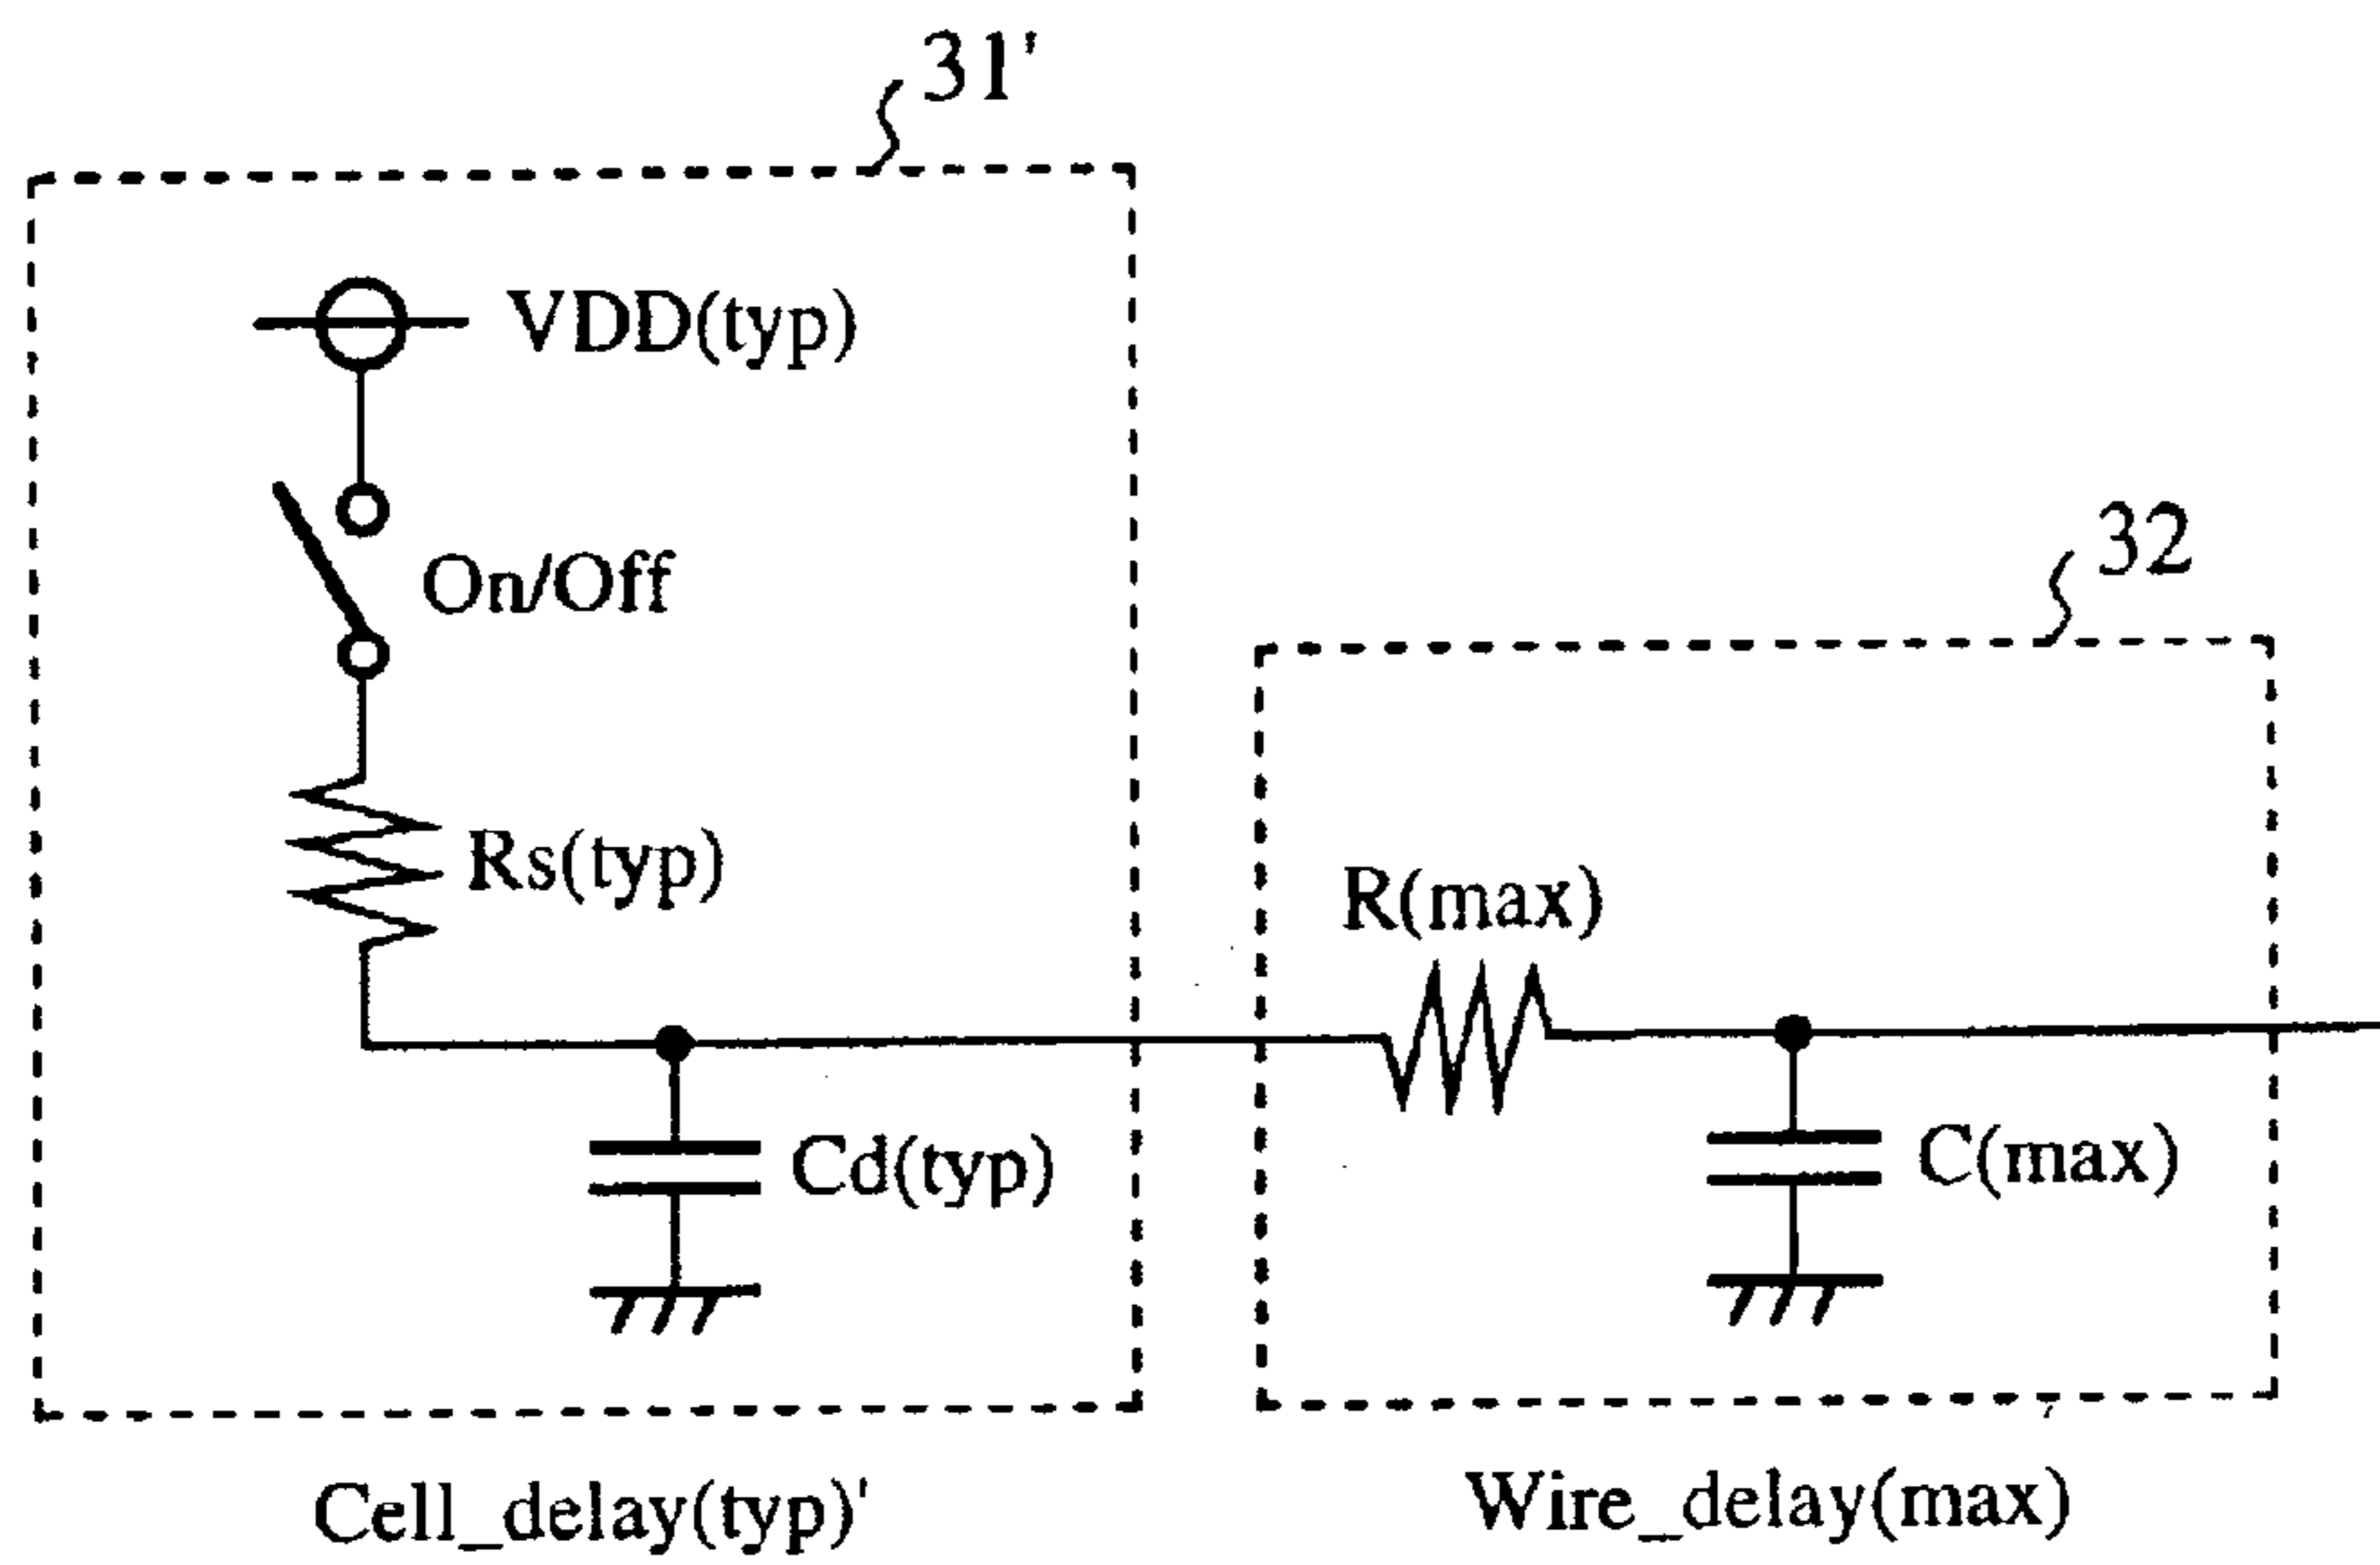 31'
VDD(typ)
On/Off
32
Rs(typ)
R(max)
Cd(typ)
C(max)
Cell_delay(typ)'
Wire_delay(max)